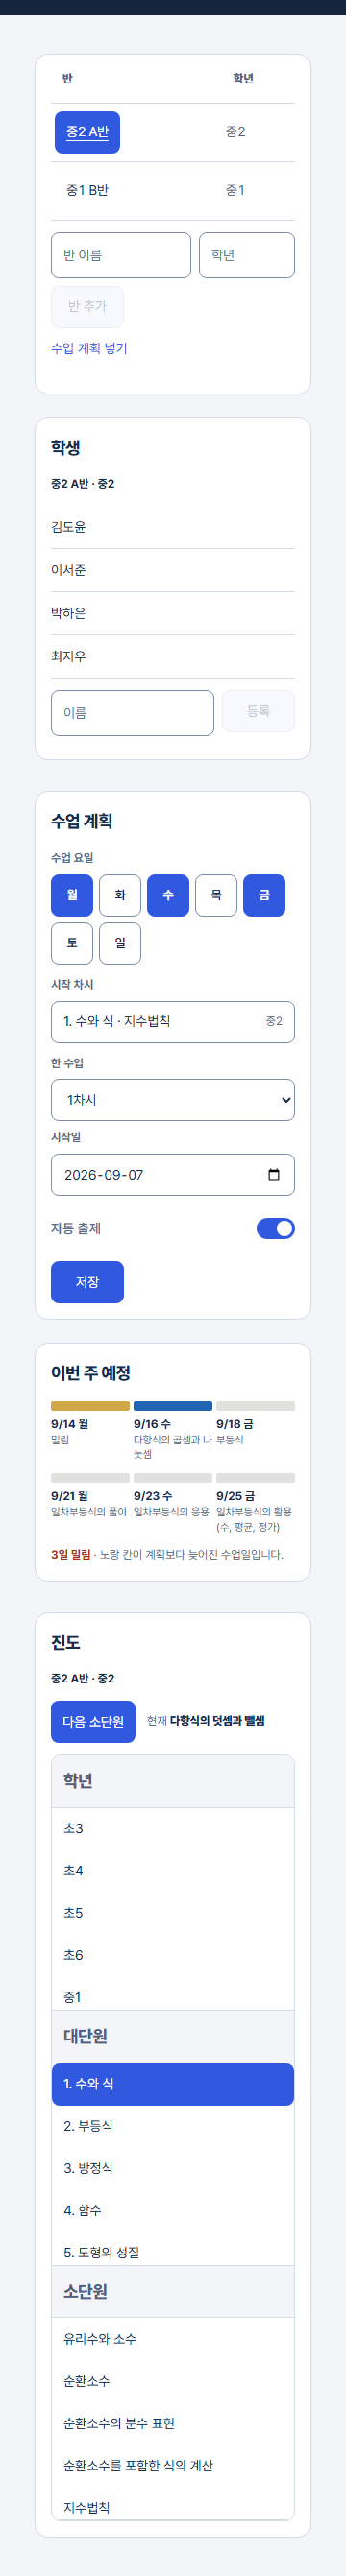 반 학년
중2 A반 중2
중1 B반 중1
반 이름 학년
반 추가
수업 계획 넣기
학생
중2 A반 · 중2
김도윤
이서준
박하은
최지우
이름 등록
수업 계획
수업 요일
월 화 수 목 금
토 일
시작 차시
1. 수와 식 · 지수법칙 중2
한 수업
1차시
시작일
2026-09-07
자동 출제
저장
이번 주 예정
9/14 월 9/16 수 9/18 금
밀림 다항식의 곱셈과 나눗셈 부등식
9/21 월 9/23 수 9/25 금
일차부등식의 풀이 일차부등식의 응용 일차부등식의 활용(수, 평균, 정가)
3일 밀림 · 노랑 칸이 계획보다 늦어진 수업일입니다.
진도
중2 A반 · 중2
다음 소단원 현재 다항식의 덧셈과 뺄셈
학년
초3
초4
초5
초6
중1
대단원
1. 수와 식
2. 부등식
3. 방정식
4. 함수
5. 도형의 성질
소단원
유리수와 소수
순환소수
순환소수의 분수 표현
순환소수를 포함한 식의 계산
지수법칙